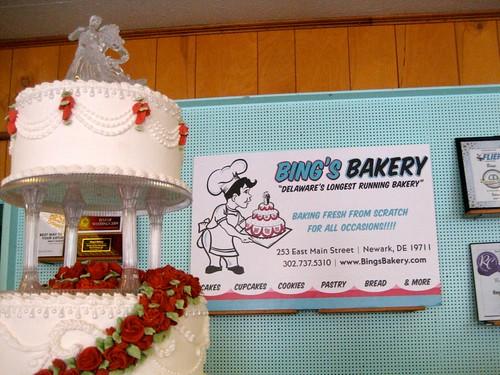 BING'S BAKERY
"DELAWARE'S LONGEST RUNNING BAKERY"
BAKING FRESH FROM SCRATCH
FOR ALL OCCASIONS!!!!
253 East Main Street | Newark, DE 19711
302.737.5310 | www.BingsBakery.com
CAKES CUPCAKES COOKIES PASTRY BREAD & MORE